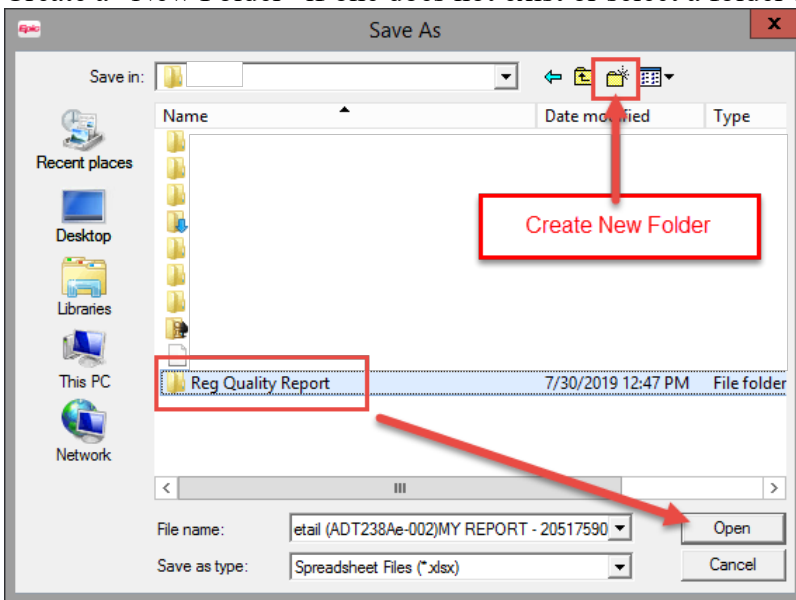 Epic Save As X
Save in:
Name Date modified Type
Recent places
Desktop
Create New Folder
Libraries
This PC
Reg Quality Report 7/30/2019 12:47 PM File folder
Network
File name: etail (ADT238Ae-002)MY REPORT - 20517590 Open
Save as type: Spreadsheet Files (*.xlsx) Cancel